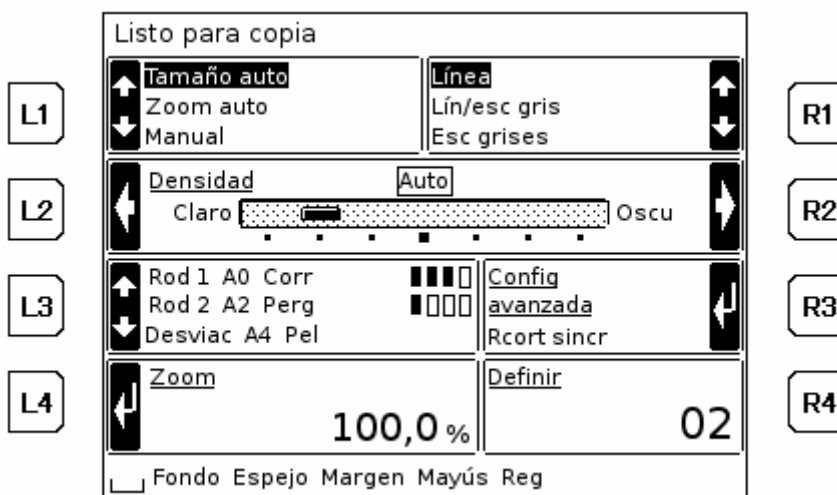 Listo para copia
Tamaño auto
Zoom auto
Manual
Línea
Lín/esc gris
Esc grises
L1
R1
Densidad
Auto
Claro
Oscu
L2
R2
Rod 1 A0 Corr
Rod 2 A2 Perg
Desviac A4 Pel
Config
avanzada
Rcort sincr
L3
R3
Zoom
100,0 %
Definir
02
L4
R4
Fondo Espejo Margen Mayús Reg